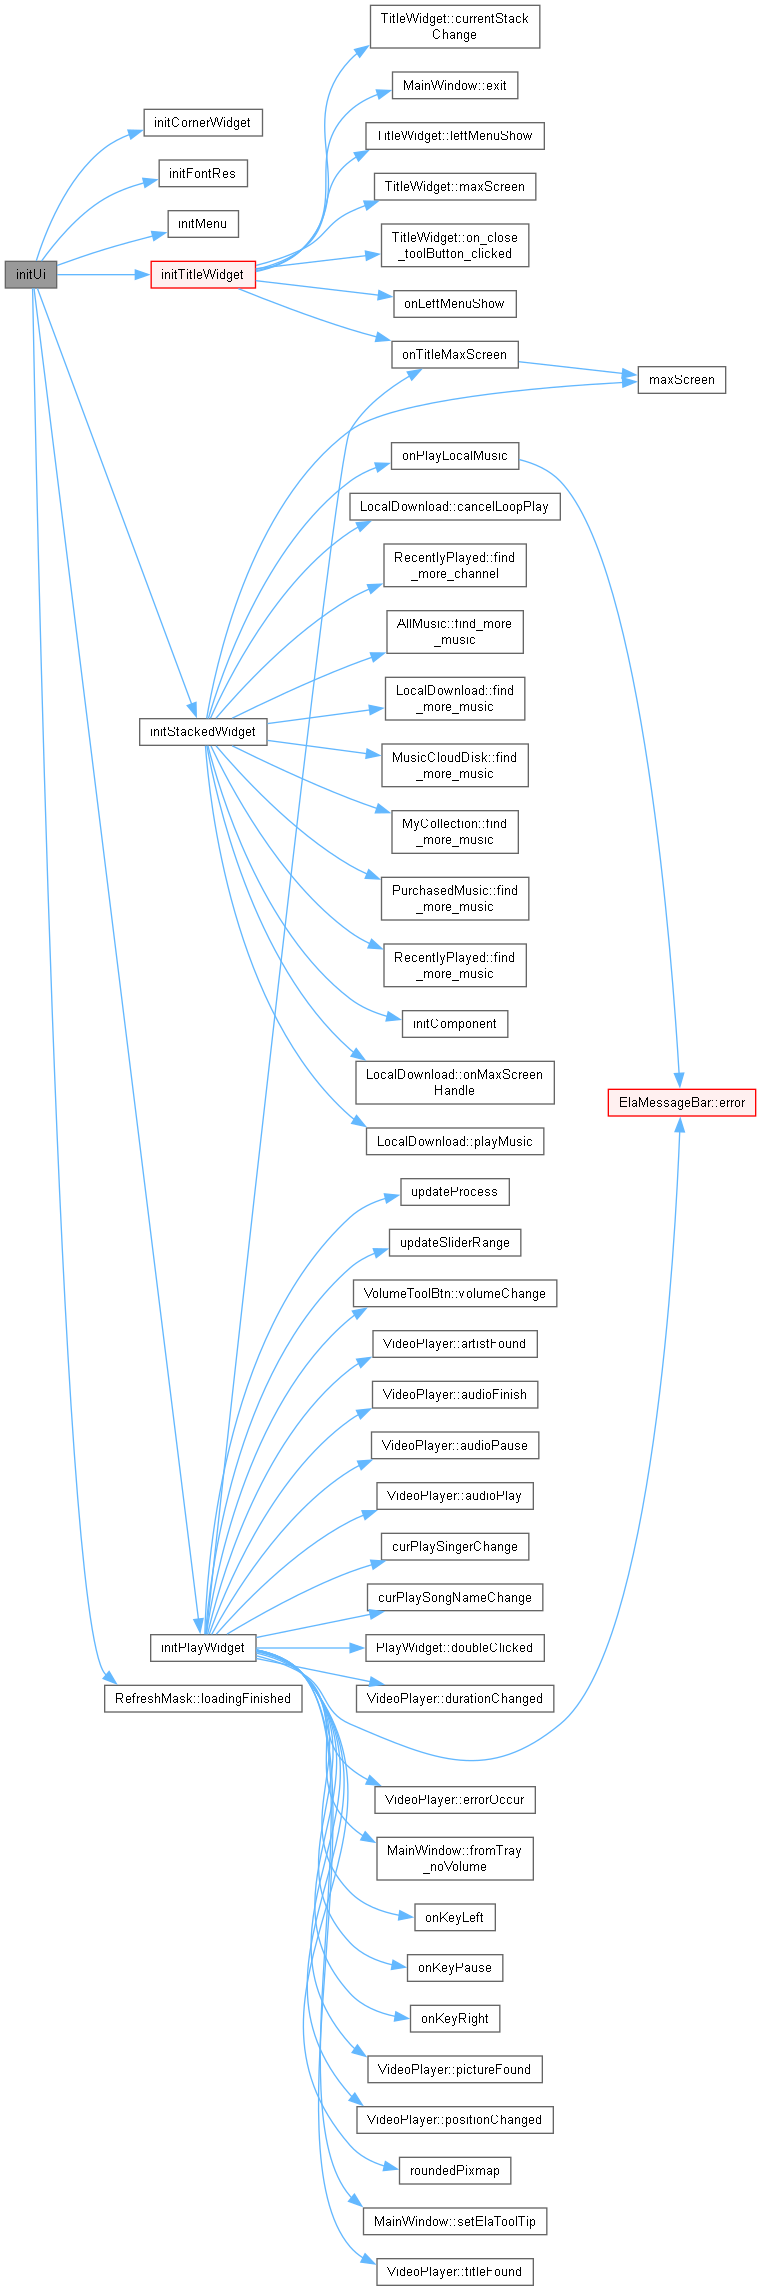 TitleWidget::currentStack
Change
MainWindow::exit
initCornerWidget
TitleWidget::leftMenuShow
initFontRes
TitleWidget::maxScreen
initMenu
TitleWidget::on_close
_toolButton_clicked
initUi
initTitleWidget
onLeftMenuShow
onTitleMaxScreen
maxScreen
onPlayLocalMusic
LocalDownload::cancelLoopPlay
RecentlyPlayed::find
_more_channel
AllMusic::find_more
_music
LocalDownload::find
_more_music
initStackedWidget
MusicCloudDisk::find
_more_music
MyCollection::find
_more_music
PurchasedMusic::find
_more_music
RecentlyPlayed::find
_more_music
initComponent
LocalDownload::onMaxScreen
Handle
ElaMessageBar::error
LocalDownload::playMusic
updateProcess
updateSliderRange
VolumeToolBtn::volumeChange
VideoPlayer::artistFound
VideoPlayer::audioFinish
VideoPlayer::audioPause
VideoPlayer::audioPlay
curPlaySingerChange
curPlaySongNameChange
initPlayWidget
PlayWidget::doubleClicked
RefreshMask::loadingFinished
VideoPlayer::durationChanged
VideoPlayer::errorOccur
MainWindow::fromTray
_noVolume
onKeyLeft
onKeyPause
onKeyRight
VideoPlayer::pictureFound
VideoPlayer::positionChanged
roundedPixmap
MainWindow::setElaToolTip
VideoPlayer::titleFound